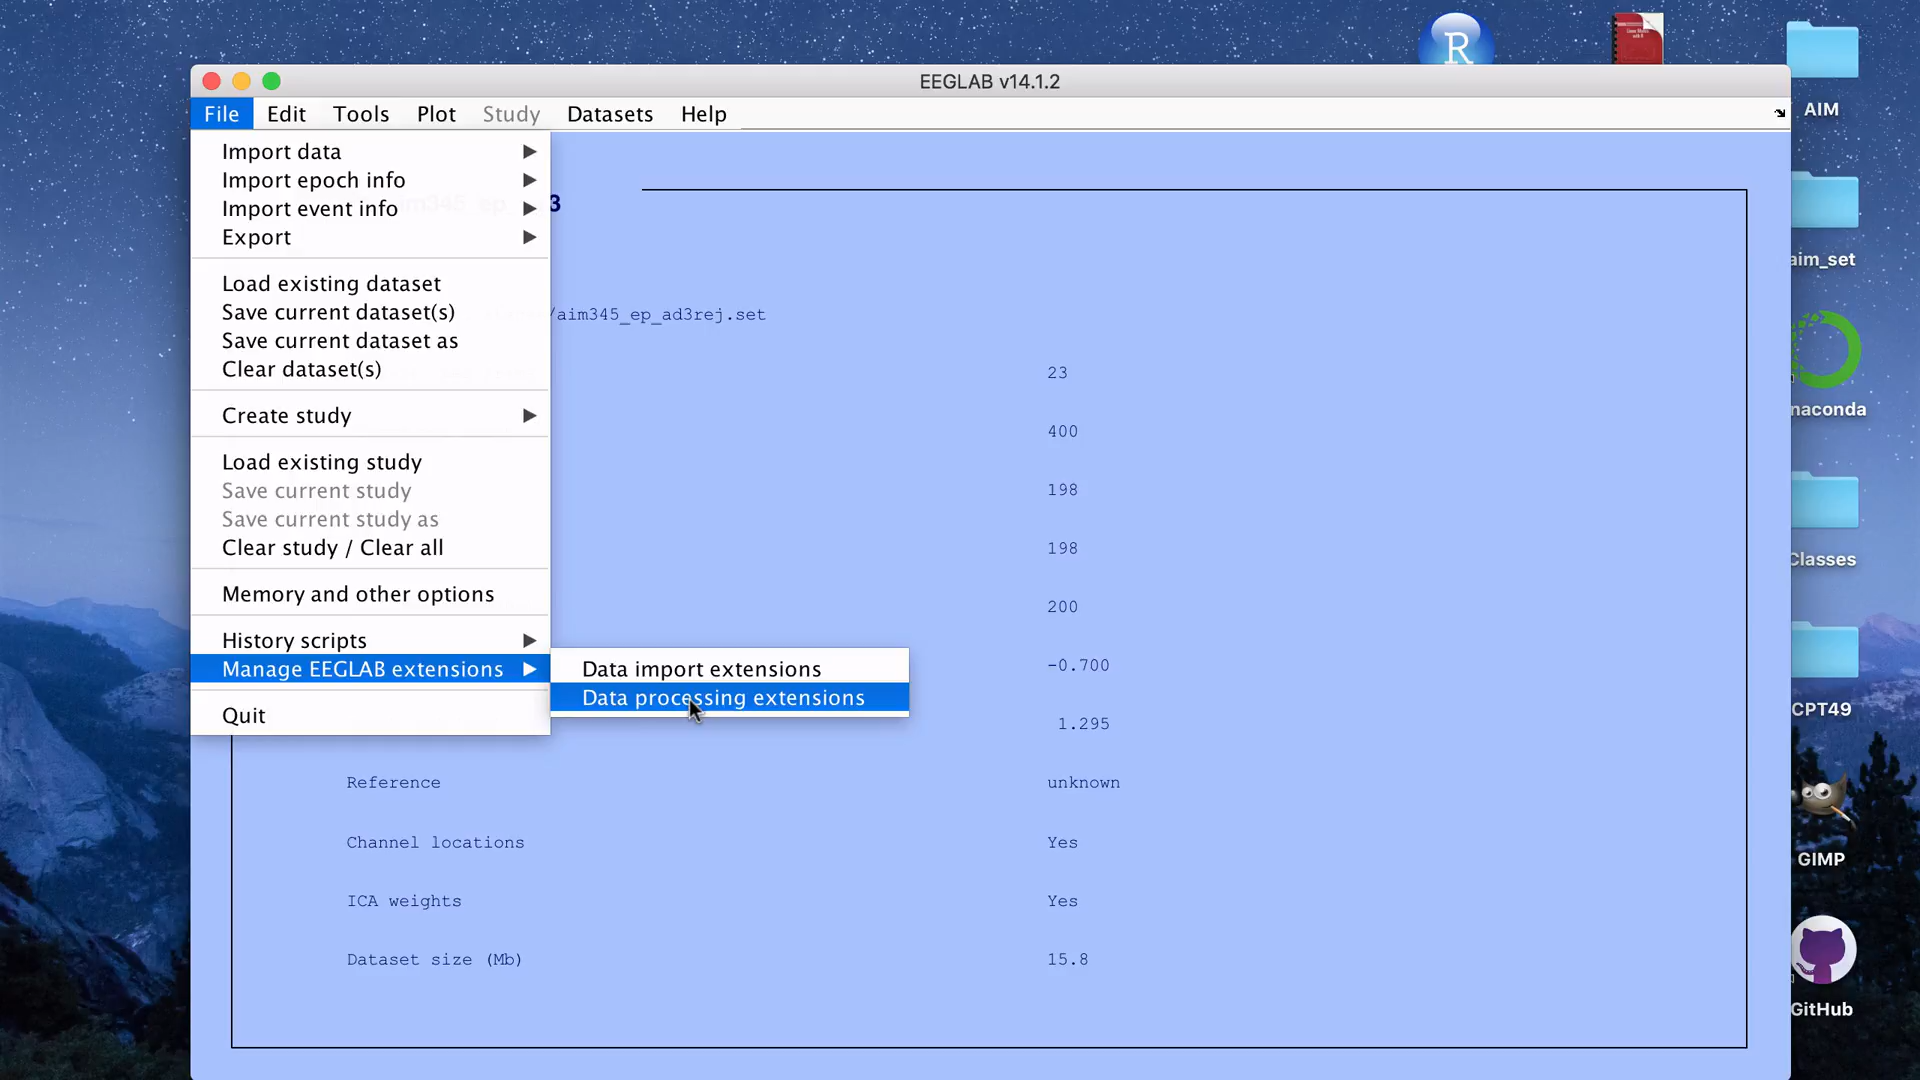 EEGLAB v14.1.2
File Edit Tools Plot Study Datasets Help
Import data
Import epoch info
Import event info
Export
Load existing dataset
Save current dataset(s)
Save current dataset as
Clear dataset(s)
Create study
Load existing study
Save current study
Save current study as
Clear study / Clear all
Memory and other options
History scripts
Manage EEGLAB extensions
Quit
Data import extensions
Data processing extensions
3
/aim345_ep_ad3rej.set
23
400
198
198
200
-0.700
1.295
Reference unknown
Channel locations Yes
ICA weights Yes
Dataset size (Mb) 15.8
R
AIM
aim_set
naconda
Classes
CPT49
GIMP
GitHub